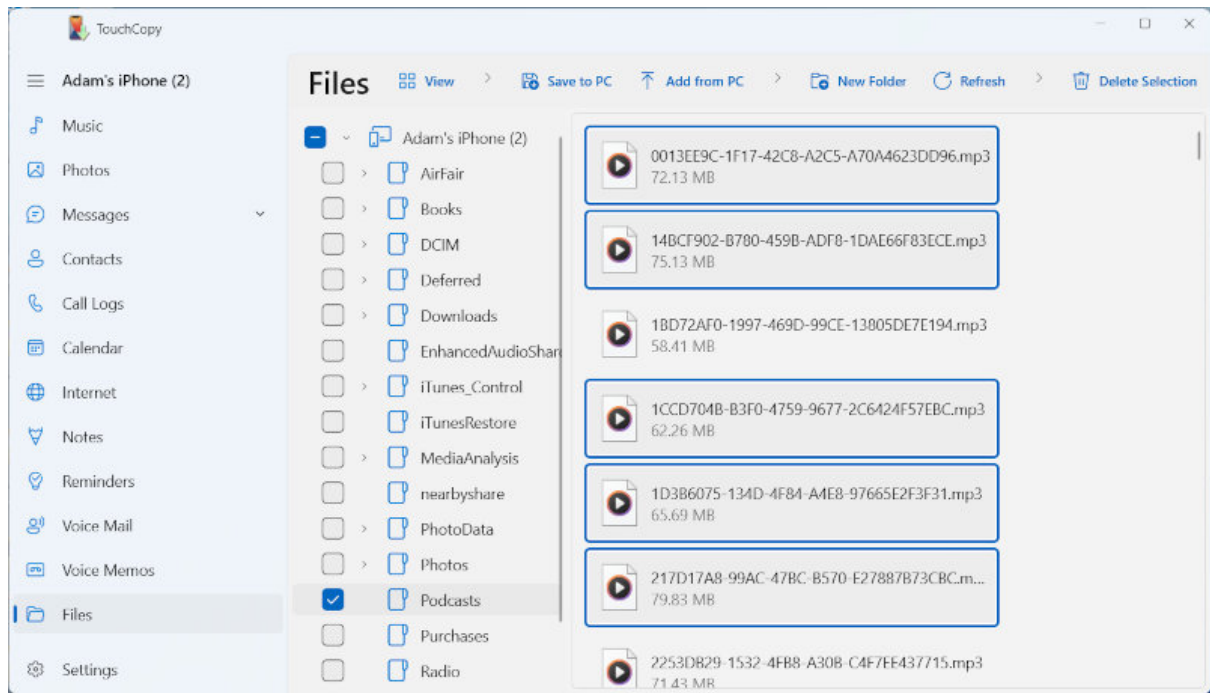 TouchCopy
Adam's iPhone (2)
Music
Photos
Messages
Contacts
Call Logs
Calendar
Internet
Notes
Reminders
Voice Mail
Voice Memos
Files
Settings
Files View Save to PC Add from PC New Folder Refresh Delete Selection
Adam's iPhone (2)
AirFair
Books
DCIM
Deferred
Downloads
EnhancedAudioShar
iTunes_Control
iTunesRestore
MediaAnalysis
nearbyshare
PhotoData
Photos
Podcasts
Purchases
Radio
0013EE9C-1F17-42C8-A2C5-A70A4623DD96.mp3
72.13 MB
14BCF902-B780-459B-ADF8-1DAE66F83ECE.mp3
75.13 MB
1BD72AF0-1997-469D-99CE-13805DE7E194.mp3
58.41 MB
1CCD704B-B3F0-4759-9677-2C6424F57EBC.mp3
62.26 MB
1D3B6075-134D-4F84-A4E8-97665E2F3F31.mp3
65.69 MB
217D17A8-99AC-47BC-B570-E27887B73CBC.m...
79.83 MB
2253DB29-1532-4FB8-A30B-C4F7EE437715.mp3
71.43 MB